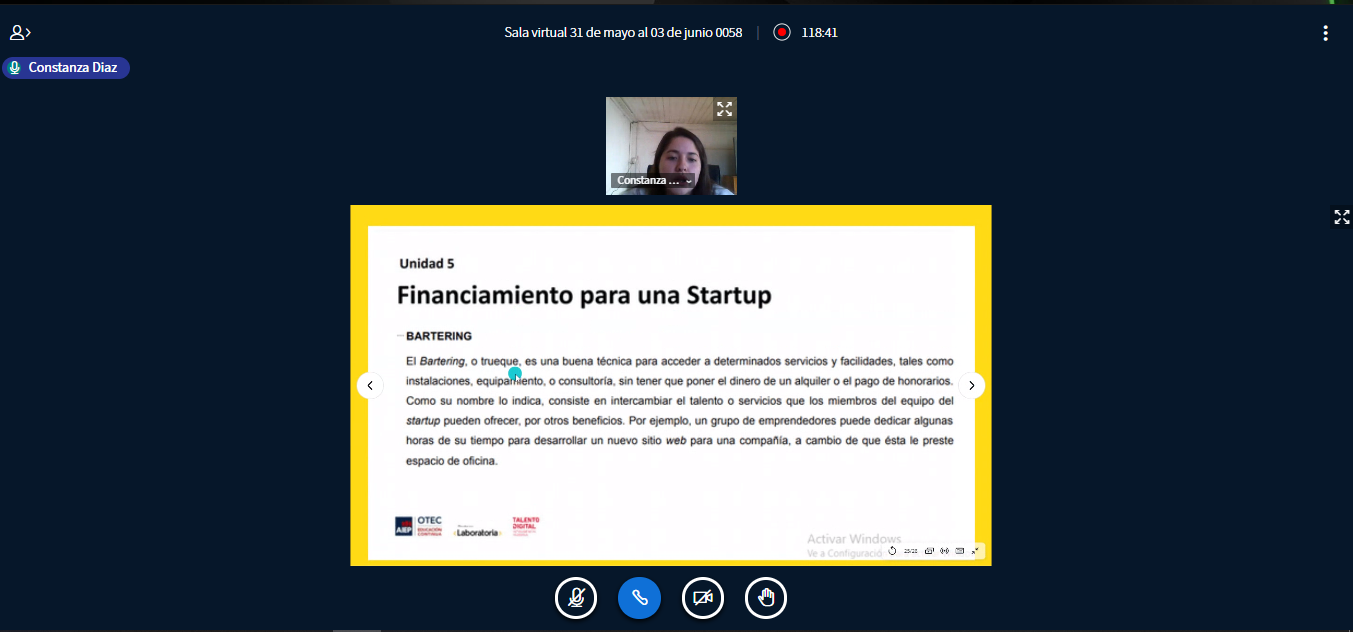 Sala virtual 31 de mayo al 03 de junio 0058 | 118:41
Constanza Diaz
Constanza ...
Unidad 5
Financiamiento para una Startup
BARTERING
El Bartering, o trueque, es una buena técnica para acceder a determinados servicios y facilidades, tales como
instalaciones, equipamiento, o consultoría, sin tener que poner el dinero de un alquiler o el pago de honorarios.
Como su nombre lo indica, consiste en intercambiar el talento o servicios que los miembros del equipo del
startup pueden ofrecer, por otros beneficios. Por ejemplo, un grupo de emprendedores puede dedicar algunas
horas de su tiempo para desarrollar un nuevo sitio web para una compañía, a cambio de que ésta le preste
espacio de oficina.
AIEP
OTEC
EDUCACIÓN
CONTINUA
Laboratoria
TALENTO
DIGITAL
Activar Windows
Ve a Configuració
25/28